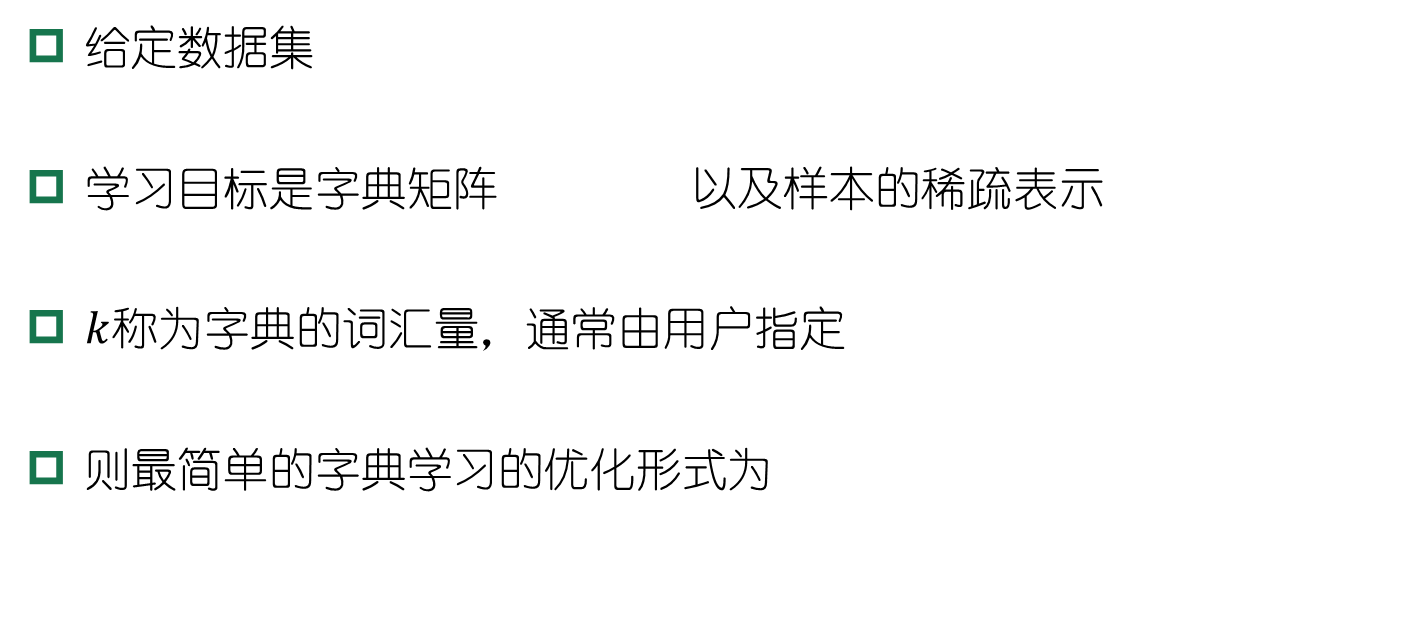 给定数据集
学习目标是字典矩阵 以及样本的稀疏表示
k称为字典的词汇量，通常由用户指定
则最简单的字典学习的优化形式为